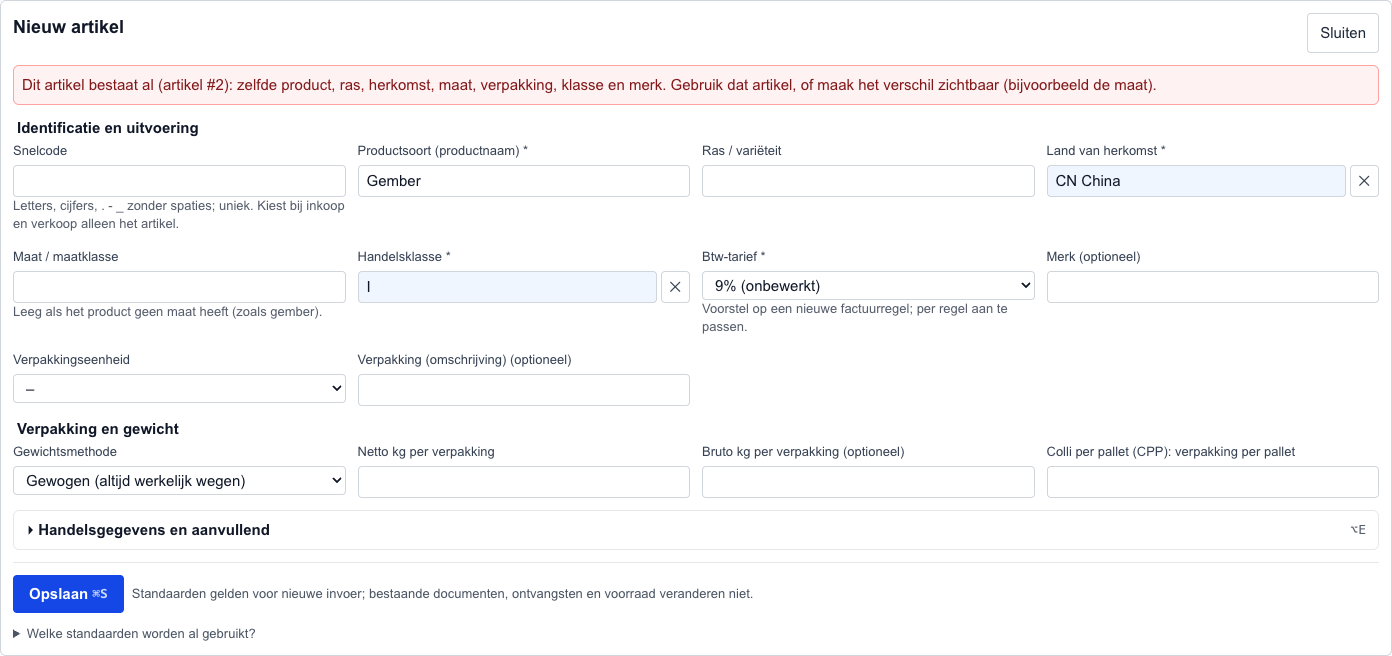 Nieuw artikel
Sluiten
Dit artikel bestaat al (artikel #2): zelfde product, ras, herkomst, maat, verpakking, klasse en merk. Gebruik dat artikel, of maak het verschil zichtbaar (bijvoorbeeld de maat).
Identificatie en uitvoering
Snelcode
Productsoort (productnaam) *
Ras / variëteit
Land van herkomst *
Gember
CN China
Letters, cijfers, . - _ zonder spaties; uniek. Kiest bij inkoop
en verkoop alleen het artikel.
Maat / maatklasse
Handelsklasse *
Btw-tarief *
Merk (optioneel)
I
9% (onbewerkt)
Leeg als het product geen maat heeft (zoals gember).
Voorstel op een nieuwe factuurregel; per regel aan te
passen.
Verpakkingseenheid
Verpakking (omschrijving) (optioneel)
–
Verpakking en gewicht
Gewichtsmethode
Netto kg per verpakking
Bruto kg per verpakking (optioneel)
Colli per pallet (CPP): verpakking per pallet
Gewogen (altijd werkelijk wegen)
Handelsgegevens en aanvullend
⌥E
Opslaan ⌘S
Standaarden gelden voor nieuwe invoer; bestaande documenten, ontvangsten en voorraad veranderen niet.
Welke standaarden worden al gebruikt?